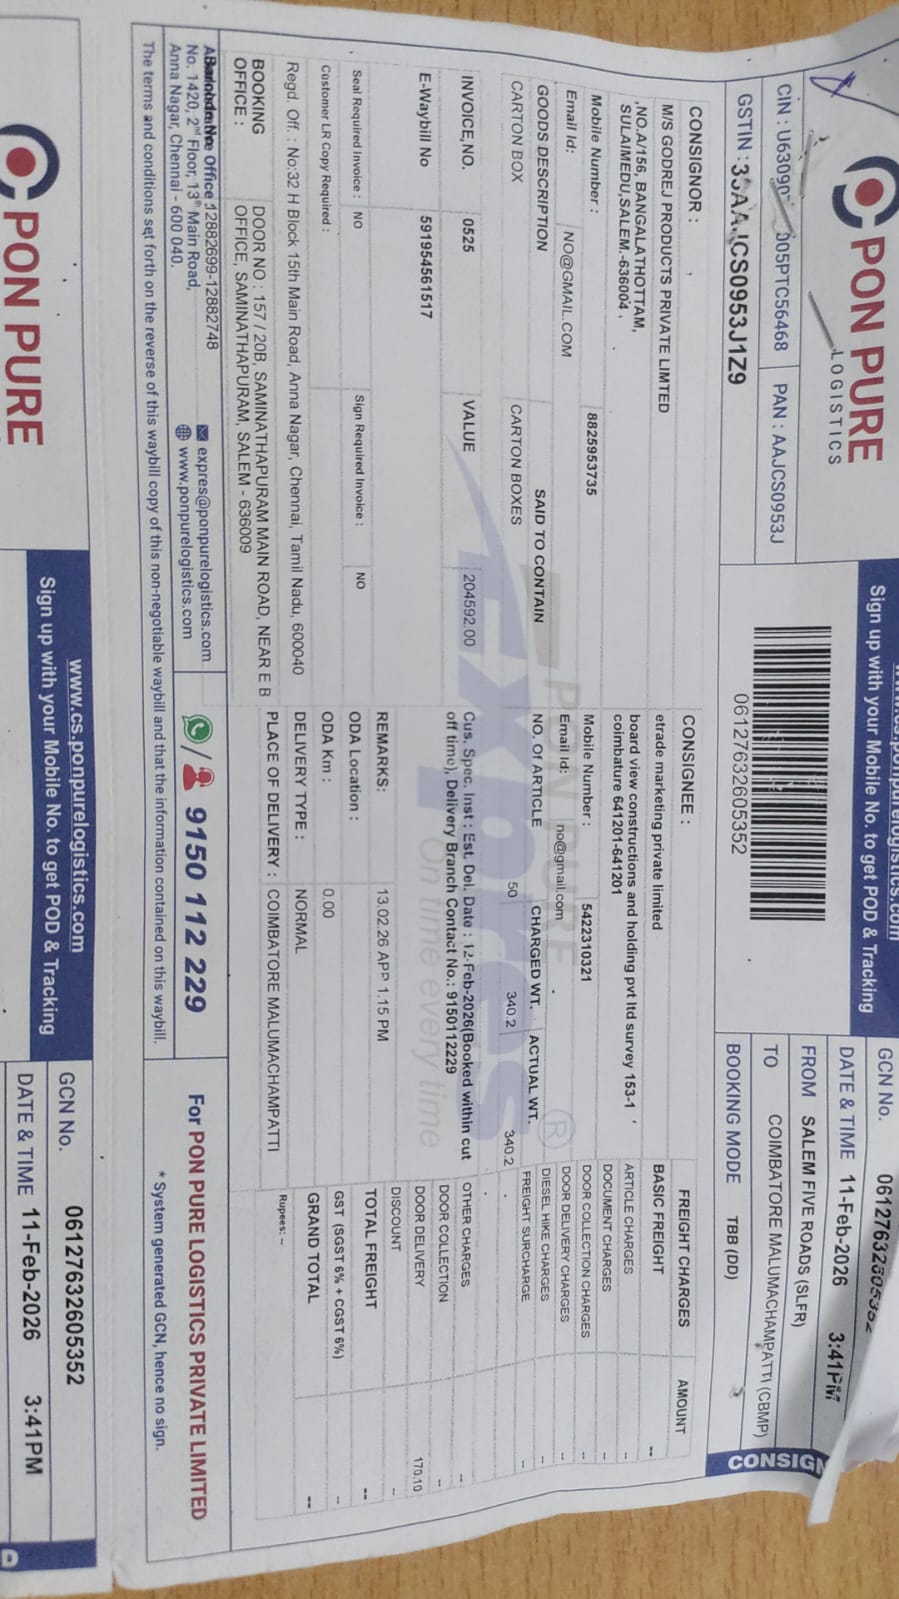 PON PURE
LOGISTICS
www.cs.ponpurelogistics.com
Sign up with your Mobile No. to get POD & Tracking
GCN No. 06127632605352
DATE & TIME 11-Feb-2026 3:41PM
CIN : PAN : AAJCS0953J
GSTIN :
06127632605352
FROM SALEM FIVE ROADS (SLFR)
TO COIMBATORE MALUMACHAMPATTI (CBMP)
BOOKING MODE TBB (DD)
CONSIGNOR :
M/S GODREJ PRODUCTS PRIVATE LIMTED
,NO.A/156, BANGALATHOTTAM,
SULAIMEDU,SALEM.-636004 .
Mobile Number : 8825953735
Email Id: NO@GMAIL.COM
CONSIGNEE :
etrade marketing private limited
board view constructions and holding pvt ltd survey 153-1 ,
coimbature 641201-641201
Mobile Number : 5422310321
Email Id: no@gmail.com
GOODS DESCRIPTION SAID TO CONTAIN NO. Of ARTICLE CHARGED WT. ACTUAL WT.
CARTON BOX CARTON BOXES 50 340.2 340.2
INVOICE,NO. 0525 VALUE 204592.00
E-Waybill No 591954561517
Cus. Spec. Inst : Est. Del. Date : 12-Feb-2026(Booked within cut
off time), Delivery Branch Contact No.: 9150112229
Seal Required Invoice : NO Sign Required Invoice : NO
Customer LR Copy Required :
REMARKS: 13.02.26 APP 1.15 PM
ODA Location :
ODA Km : 0.00
DELIVERY TYPE : NORMAL
PLACE OF DELIVERY : COIMBATORE MALUMACHAMPATTI
Regd. Off. : No:32 H Block 15th Main Road, Anna Nagar, Chennai, Tamil Nadu, 600040
BOOKING OFFICE : DOOR NO : 157 / 20B, SAMINATHAPURAM MAIN ROAD, NEAR E B
OFFICE, SAMINATHAPURAM, SALEM - 636009
FREIGHT CHARGES AMOUNT
BASIC FREIGHT --
ARTICLE CHARGES --
DOCUMENT CHARGES --
DOOR COLLECTION CHARGES --
DOOR DELIVERY CHARGES --
DIESEL HIKE CHARGES --
FREIGHT SURCHARGE --
OTHER CHARGES --
DOOR COLLECTION --
DOOR DELIVERY 170.10
DISCOUNT --
TOTAL FREIGHT --
GST (SGST 6% + CGST 6%) --
GRAND TOTAL --
Rupees: --
PON PURE
Expres
On time every time
®
Office :12882699-12882748
No. 1420, 2nd Floor, 13th Main Road,
Anna Nagar, Chennai - 600 040.
expres@ponpurelogistics.com
www.ponpurelogistics.com
/ 9150 112 229
For PON PURE LOGISTICS PRIVATE LIMITED
* System generated GCN, hence no sign.
The terms and conditions set forth on the reverse of this waybill copy of this non-negotiable waybill and that the information contained on this waybill.
PON PURE
www.cs.ponpurelogistics.com
Sign up with your Mobile No. to get POD & Tracking
GCN No. 06127632605352
DATE & TIME 11-Feb-2026 3:41PM